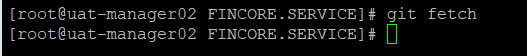 [root@uat-manager02 FINCORE.SERVICE]# git fetch
[root@uat-manager02 FINCORE.SERVICE]#